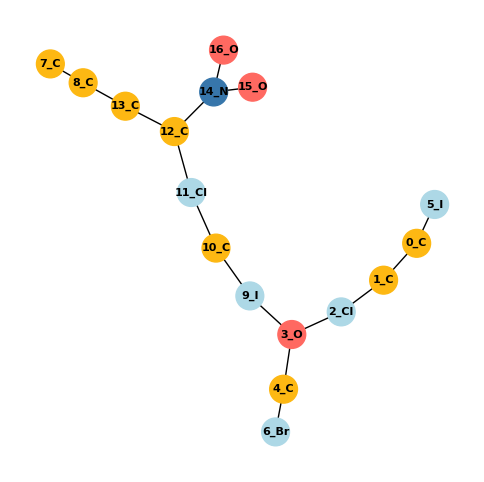 16_O
7_C
8_C
15_O
14_N
13_C
12_C
11_Cl
5_I
0_C
10_C
1_C
9_I
2_Cl
3_O
4_C
6_Br